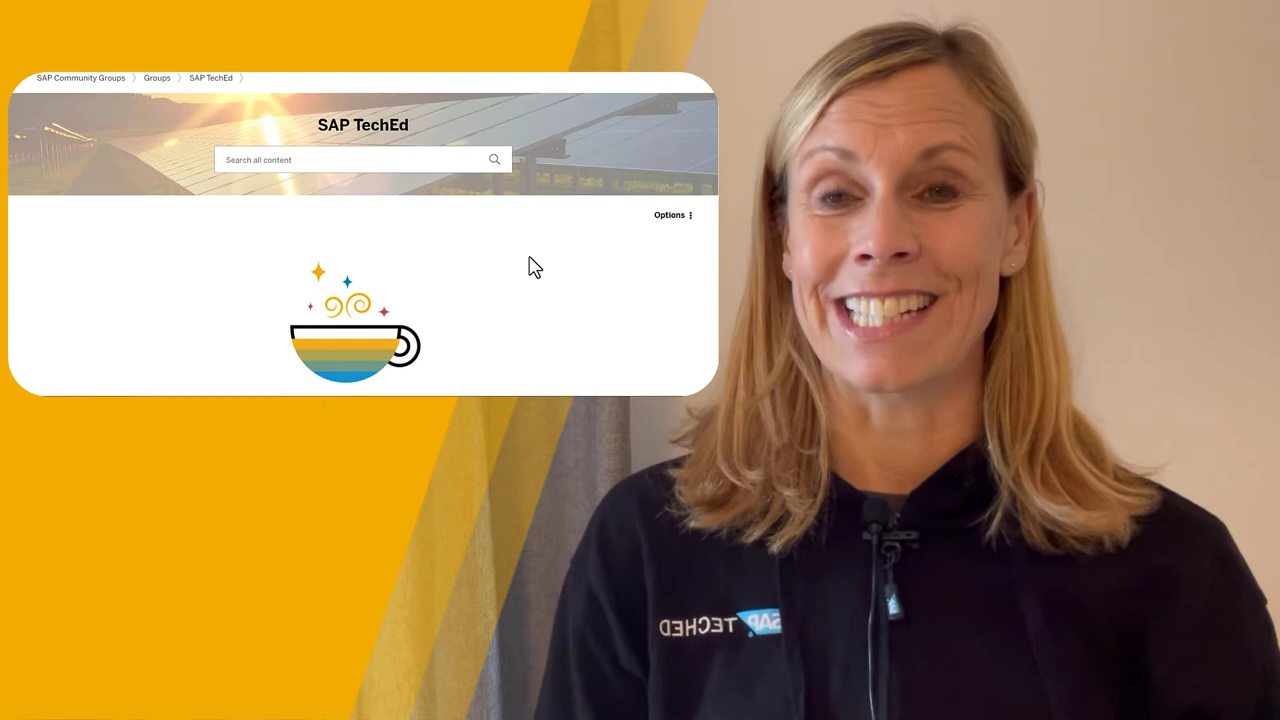 SAP Community Groups 〉 Groups 〉 SAP TechEd 〉
SAP TechEd
Search all content
Options
SAP TECHED